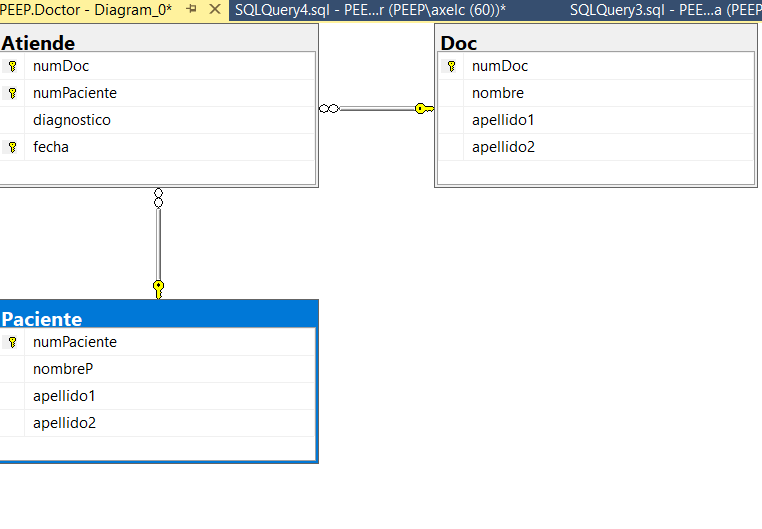 PEEP.Doctor - Diagram_0* SQLQuery4.sql - PEE...r (PEEP\axelc (60))* SQLQuery3.sql - PEE...a (PEEP
Atiende
numDoc
numPaciente
diagnostico
fecha
Doc
numDoc
nombre
apellido1
apellido2
Paciente
numPaciente
nombreP
apellido1
apellido2